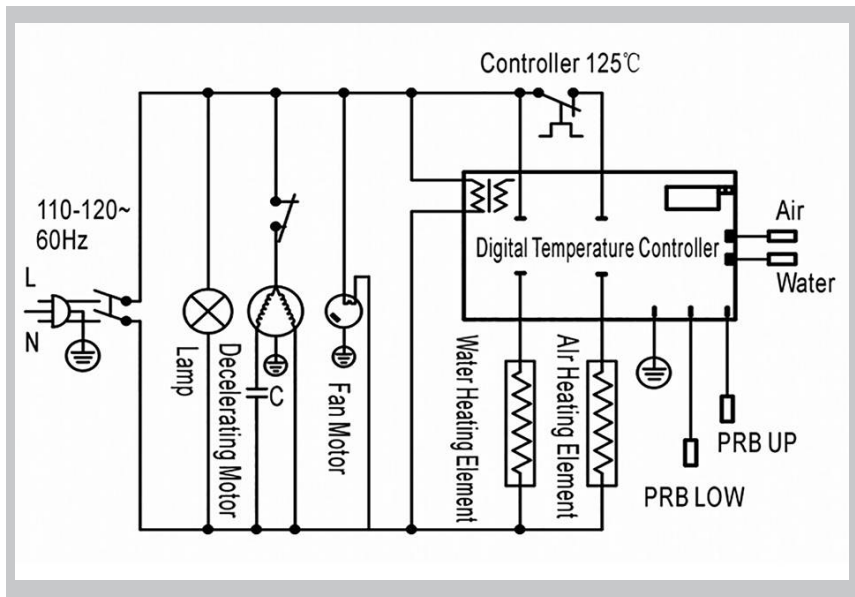 Controller 125℃
110-120~
60Hz
Air
Digital Temperature Controller
Water
L
N
Lamp
Decelerating Motor
C
Fan Motor
Water Heating Element
AIr Heating Element
PRB UP
PRB LOW